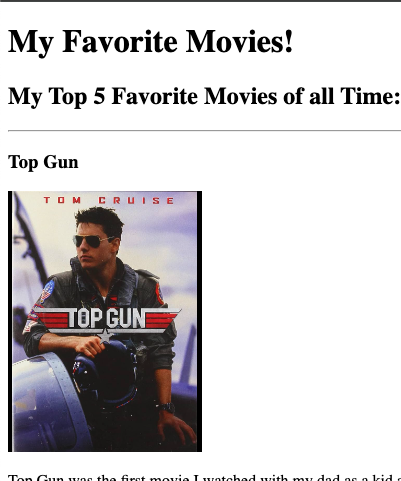 My Favorite Movies!
My Top 5 Favorite Movies of all Time:
Top Gun
TOM CRUISE
TOP GUN
Top Gun was the first movie I watched with my dad as a kid a